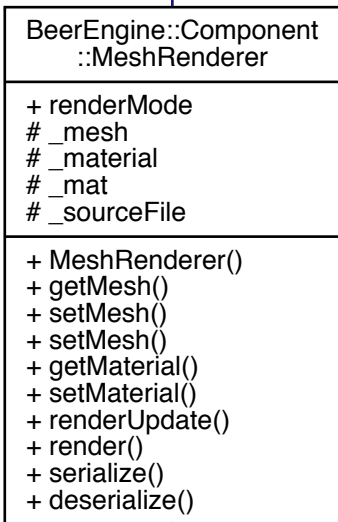 BeerEngine::Component
::MeshRenderer
+ renderMode
# _mesh
# _material
# _mat
# _sourceFile
+ MeshRenderer()
+ getMesh()
+ setMesh()
+ setMesh()
+ getMaterial()
+ setMaterial()
+ renderUpdate()
+ render()
+ serialize()
+ deserialize()